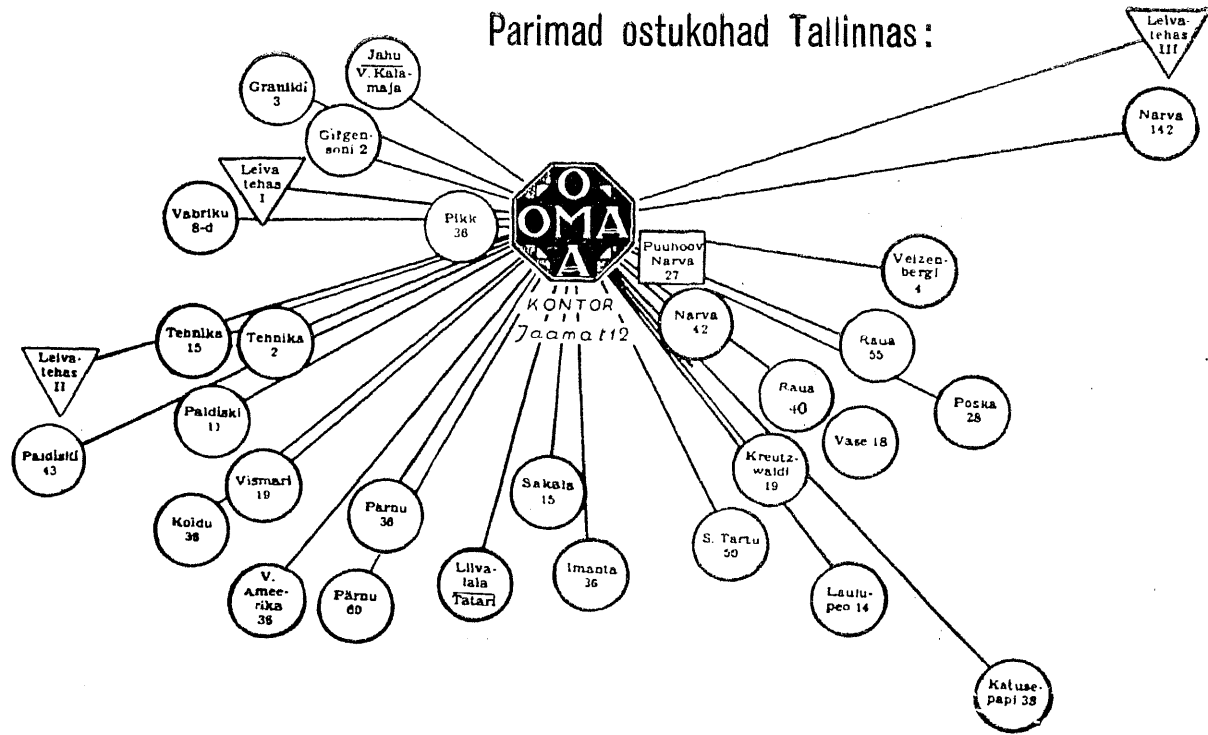 Parimad ostukohad Tallinnas:
Leiva-
tehas
III
Jahu
V. Kala-
maja
Graniidi
3
Narva
142
Girgen-
soni 2
Leiva
tehas
I
O
OMA
A
Vabriku
8-d
Pikk
36
Puuhoov
Narva
27
Veizen-
bergi
4
KONTOR
Jaama t 12
Tehnika
15
Tehnika
2
Narva
42
Raua
55
Leiva-
tehas
II
Raua
40
Paldiski
11
Poska
28
Vase 18
Paldiski
43
Vismari
19
Kreutz-
waldi
19
Koidu
38
Pärnu
36
Sakala
15
S. Tartu
50
V.
Amee-
rika
36
Pärnu
60
Liiva-
laia
Tatari
Imanta
36
Laulu-
peo 14
Katuse-
papi 38